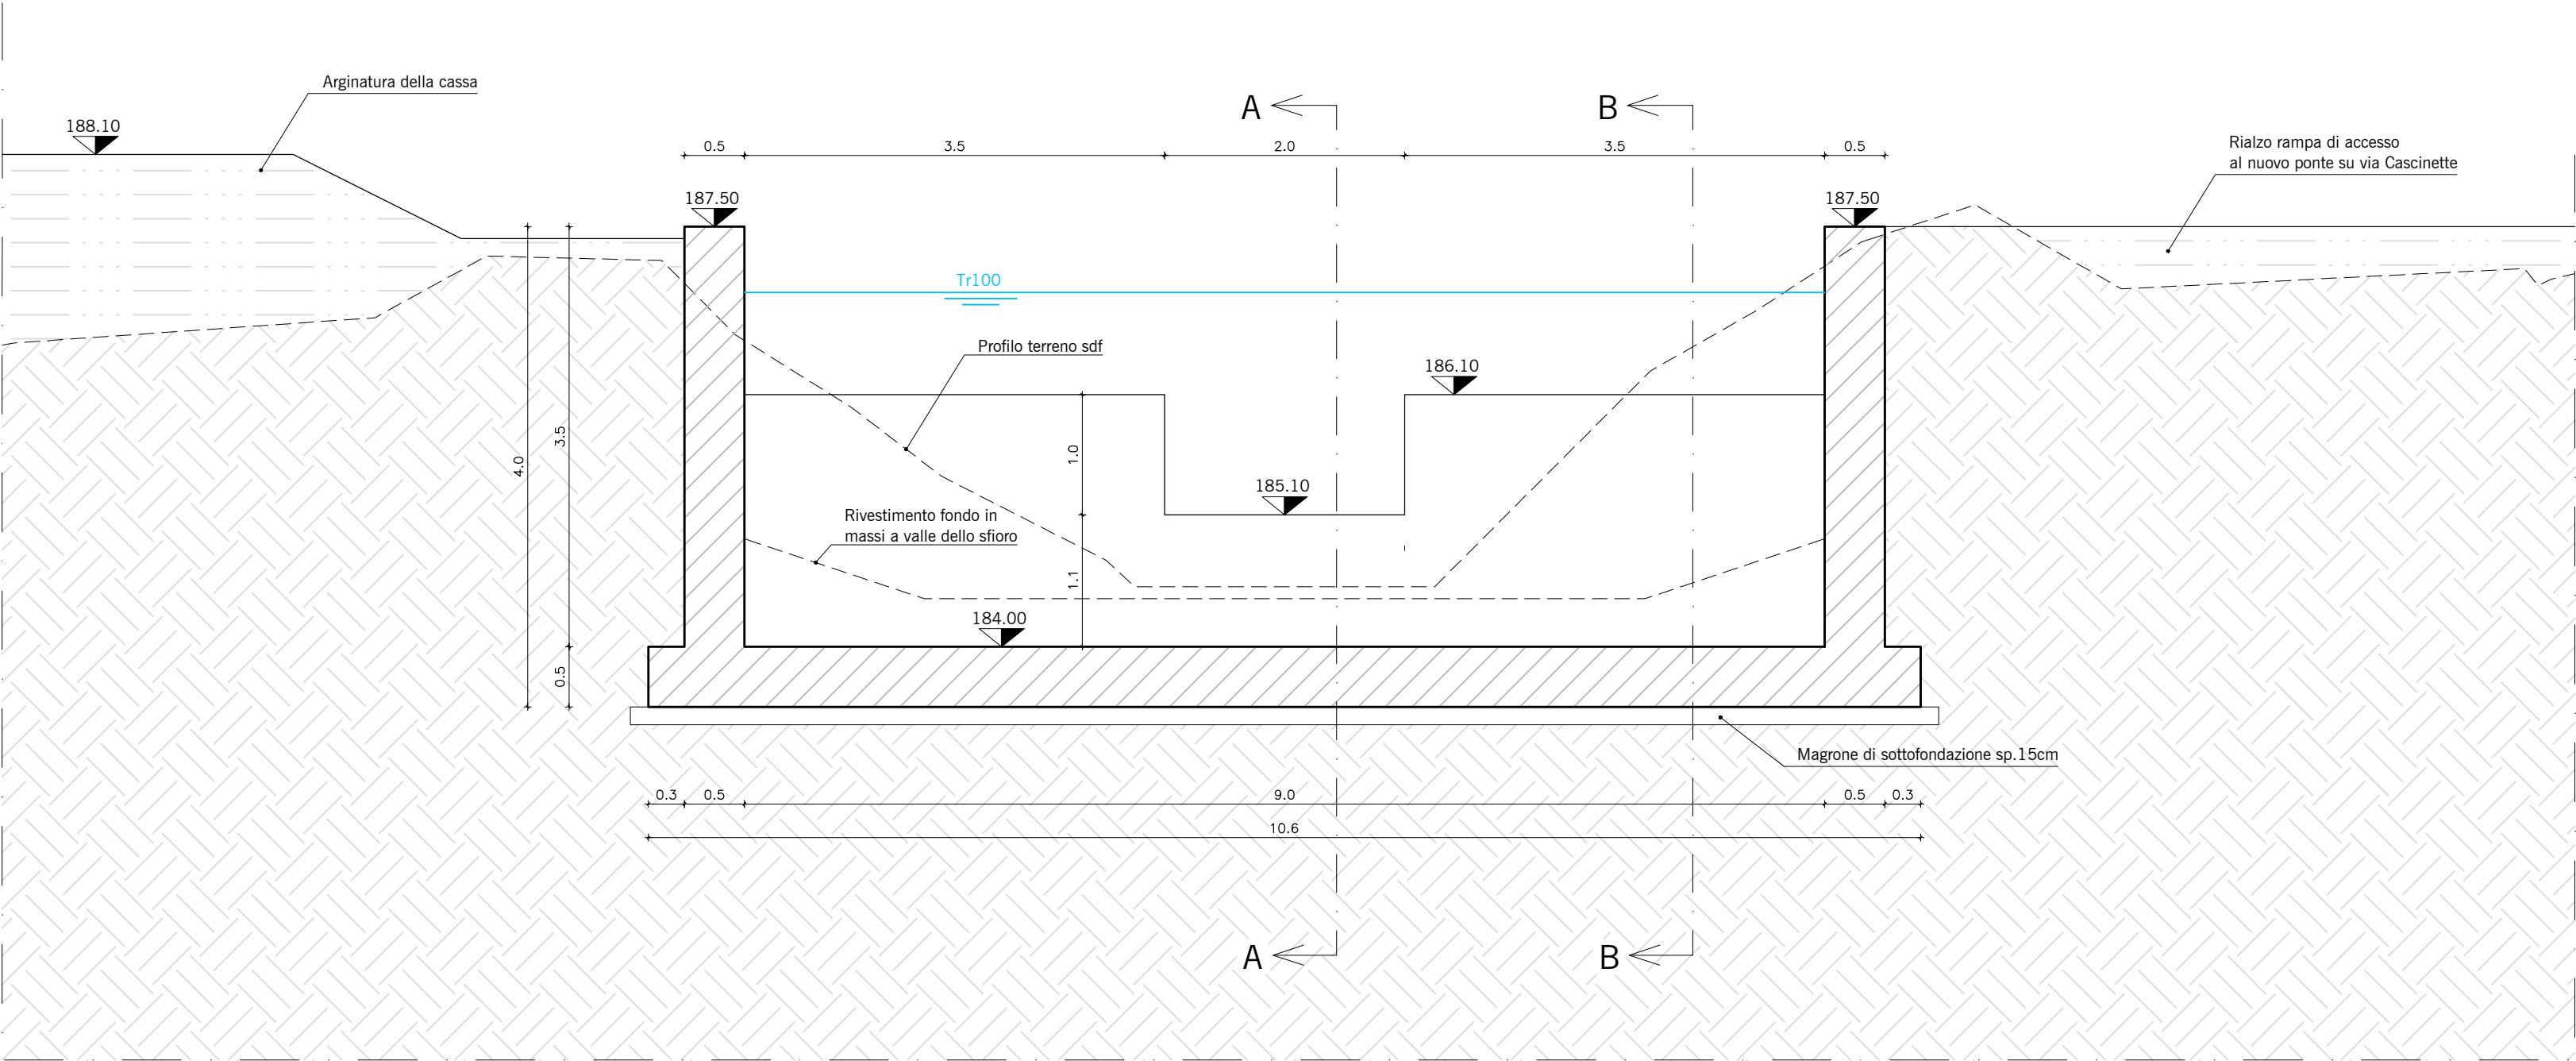 Arginatura della cassa
A
B
188.10
0.5
3.5
2.0
3.5
0.5
Rialzo rampa di accesso
al nuovo ponte su via Cascinette
187.50
187.50
Tr100
Profilo terreno sdf
186.10
4.0
3.5
1.0
185.10
Rivestimento fondo in
massi a valle dello sfioro
1.1
184.00
0.5
Magrone di sottofondazione sp.15cm
0.3
0.5
9.0
0.5
0.3
10.6
A
B